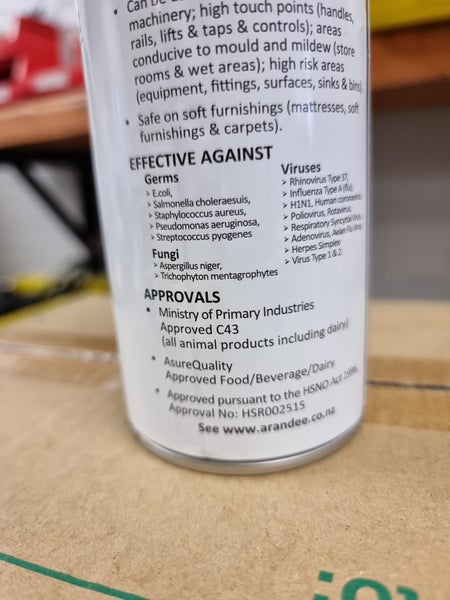 • Can be
machinery; high touch points (handles,
rails, lifts & taps & controls); areas
conducive to mould and mildew (store
rooms & wet areas); high risk areas
(equipment, fittings, surfaces, sinks & bins).
• Safe on soft furnishings (mattresses, soft
furnishings & carpets).
EFFECTIVE AGAINST
Germs
➢ E.coli,
➢ Salmonella choleraesuis,
➢ Staphylococcus aureus,
➢ Pseudomonas aeruginosa,
➢ Streptococcus pyogenes
Fungi
➢ Aspergillus niger,
➢ Trichophyton mentagrophytes
Viruses
➢ Rhinovirus Type 37,
➢ Influenza Type A (flu),
➢ H1N1, Human coronavirus
➢ Poliovirus, Rotavirus,
➢ Respiratory Syncytial Virus
➢ Adenovirus, Avian Flu Virus
➢ Herpes Simplex
➢ Virus Type 1 & 2
APPROVALS
• Ministry of Primary Industries
Approved C43
(all animal products including dairy)
• AsureQuality
Approved Food/Beverage/Dairy
• Approved pursuant to the HSNO Act 1996,
Approval No: HSR002515
See www.arandee.co.nz